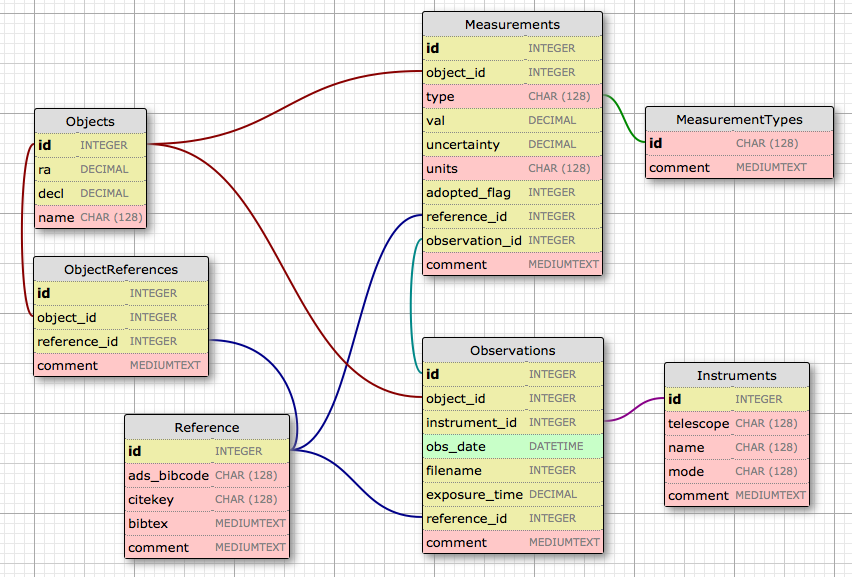 Measurements
id INTEGER
object_id INTEGER
type CHAR (128)
val DECIMAL
uncertainty DECIMAL
units CHAR (128)
adopted_flag INTEGER
reference_id INTEGER
observation_id INTEGER
comment MEDIUMTEXT
MeasurementTypes
id CHAR (128)
comment MEDIUMTEXT
Objects
id INTEGER
ra DECIMAL
decl DECIMAL
name CHAR (128)
ObjectReferences
id INTEGER
object_id INTEGER
reference_id INTEGER
comment MEDIUMTEXT
Observations
id INTEGER
object_id INTEGER
instrument_id INTEGER
obs_date DATETIME
filename INTEGER
exposure_time DECIMAL
reference_id INTEGER
comment MEDIUMTEXT
Instruments
id INTEGER
telescope CHAR (128)
name CHAR (128)
mode CHAR (128)
comment MEDIUMTEXT
Reference
id INTEGER
ads_bibcode CHAR (128)
citekey CHAR (128)
bibtex MEDIUMTEXT
comment MEDIUMTEXT